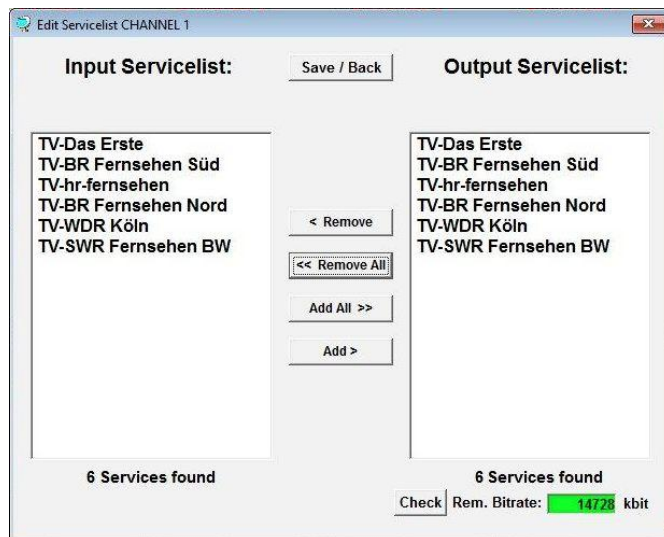 Edit Servicelist CHANNEL 1
Input Servicelist:
Save / Back
Output Servicelist:
TV-Das Erste
TV-BR Fernsehen Süd
TV-hr-fernsehen
TV-BR Fernsehen Nord
TV-WDR Köln
TV-SWR Fernsehen BW
< Remove
<< Remove All
Add All >>
Add >
TV-Das Erste
TV-BR Fernsehen Süd
TV-hr-fernsehen
TV-BR Fernsehen Nord
TV-WDR Köln
TV-SWR Fernsehen BW
6 Services found
6 Services found
Check Rem. Bitrate: 14728 kbit